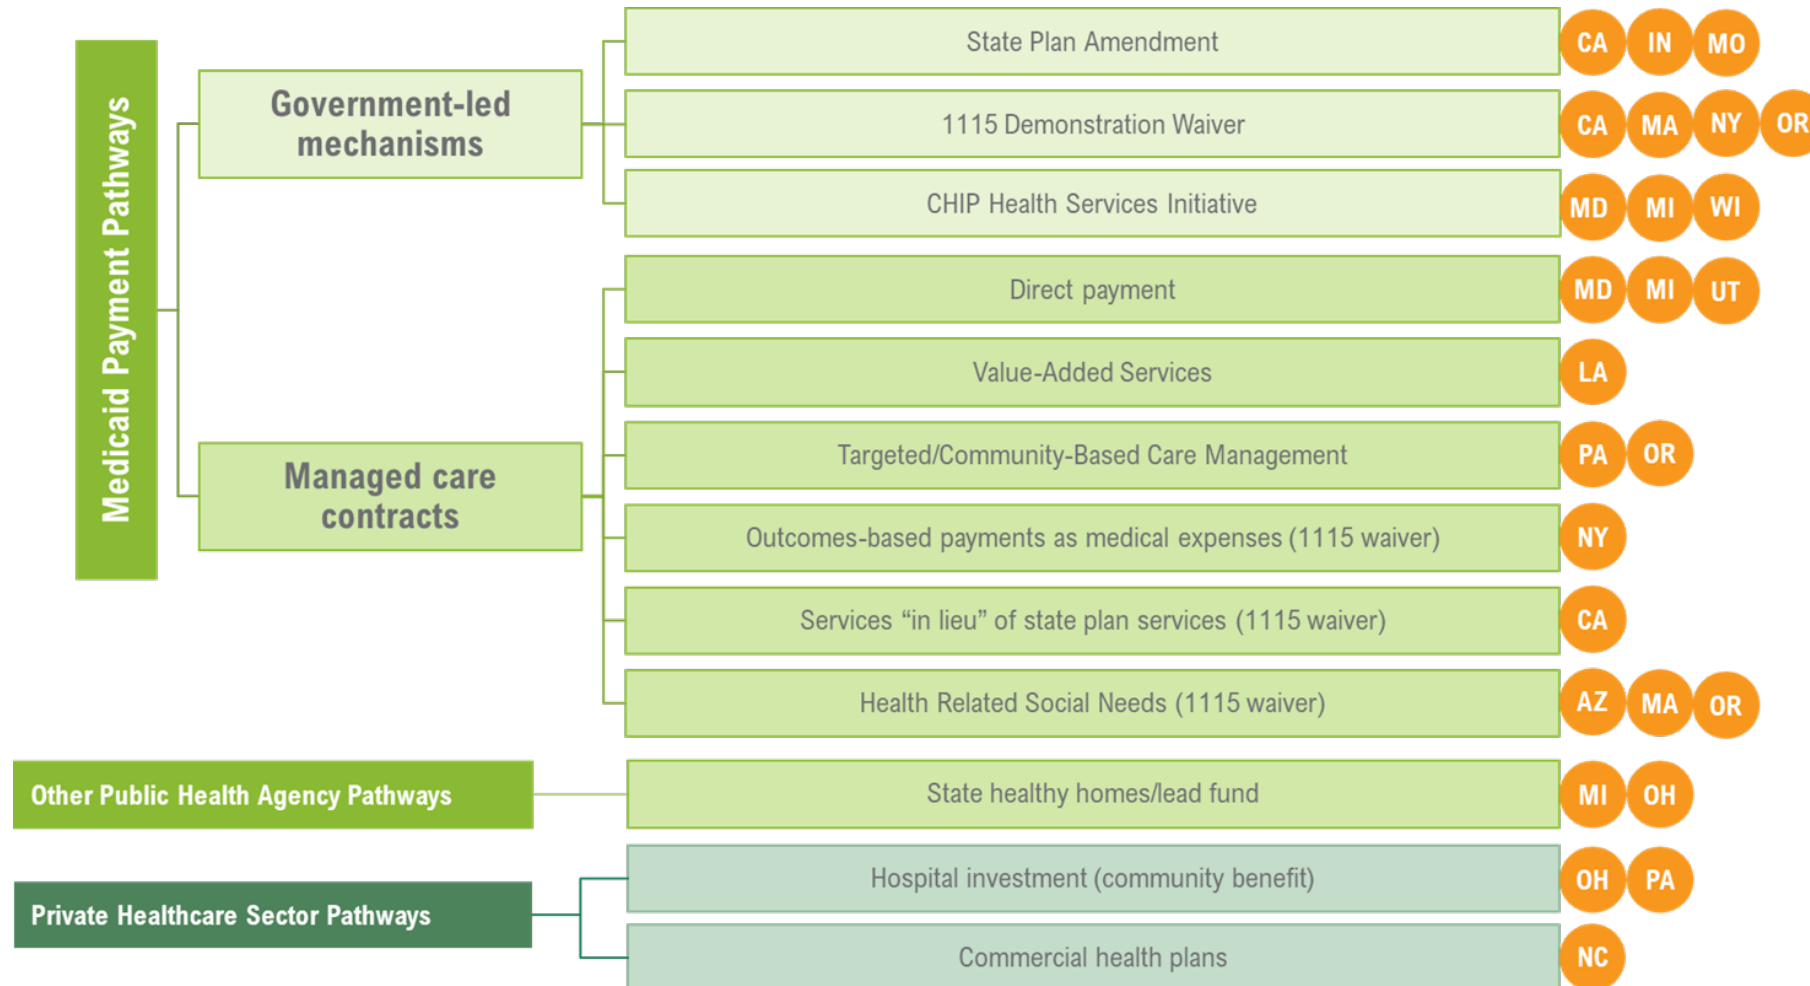 Medicaid Payment Pathways
Government-led
mechanisms
State Plan Amendment
CA IN MO
1115 Demonstration Waiver
CA MA NY OR
CHIP Health Services Initiative
MD MI WI
Managed care
contracts
Direct payment
MD MI UT
Value-Added Services
LA
Targeted/Community-Based Care Management
PA OR
Outcomes-based payments as medical expenses (1115 waiver)
NY
Services “in lieu” of state plan services (1115 waiver)
CA
Health Related Social Needs (1115 waiver)
AZ MA OR
Other Public Health Agency Pathways
State healthy homes/lead fund
MI OH
Private Healthcare Sector Pathways
Hospital investment (community benefit)
OH PA
Commercial health plans
NC